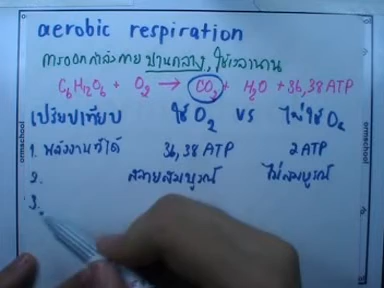 aerobic respiration
การออกกำลังกาย ปานกลาง, ใช้เวลานาน
C6H12O6 + O2 → CO2 + H2O + 36,38 ATP
เปรียบเทียบ ใช้ O2 VS ไม่ใช้ O2
1. พลังงานที่ได้ 36,38 ATP 2 ATP
2. สลายสมบูรณ์ ไม่สมบูรณ์
3.
ormschool
ormschool